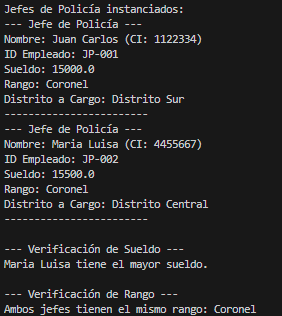 Jefes de Policía instanciados:
--- Jefe de Policía ---
Nombre: Juan Carlos (CI: 1122334)
ID Empleado: JP-001
Sueldo: 15000.0
Rango: Coronel
Distrito a Cargo: Distrito Sur
-------------------------
--- Jefe de Policía ---
Nombre: Maria Luisa (CI: 4455667)
ID Empleado: JP-002
Sueldo: 15500.0
Rango: Coronel
Distrito a Cargo: Distrito Central
-------------------------

--- Verificación de Sueldo ---
Maria Luisa tiene el mayor sueldo.

--- Verificación de Rango ---
Ambos jefes tienen el mismo rango: Coronel